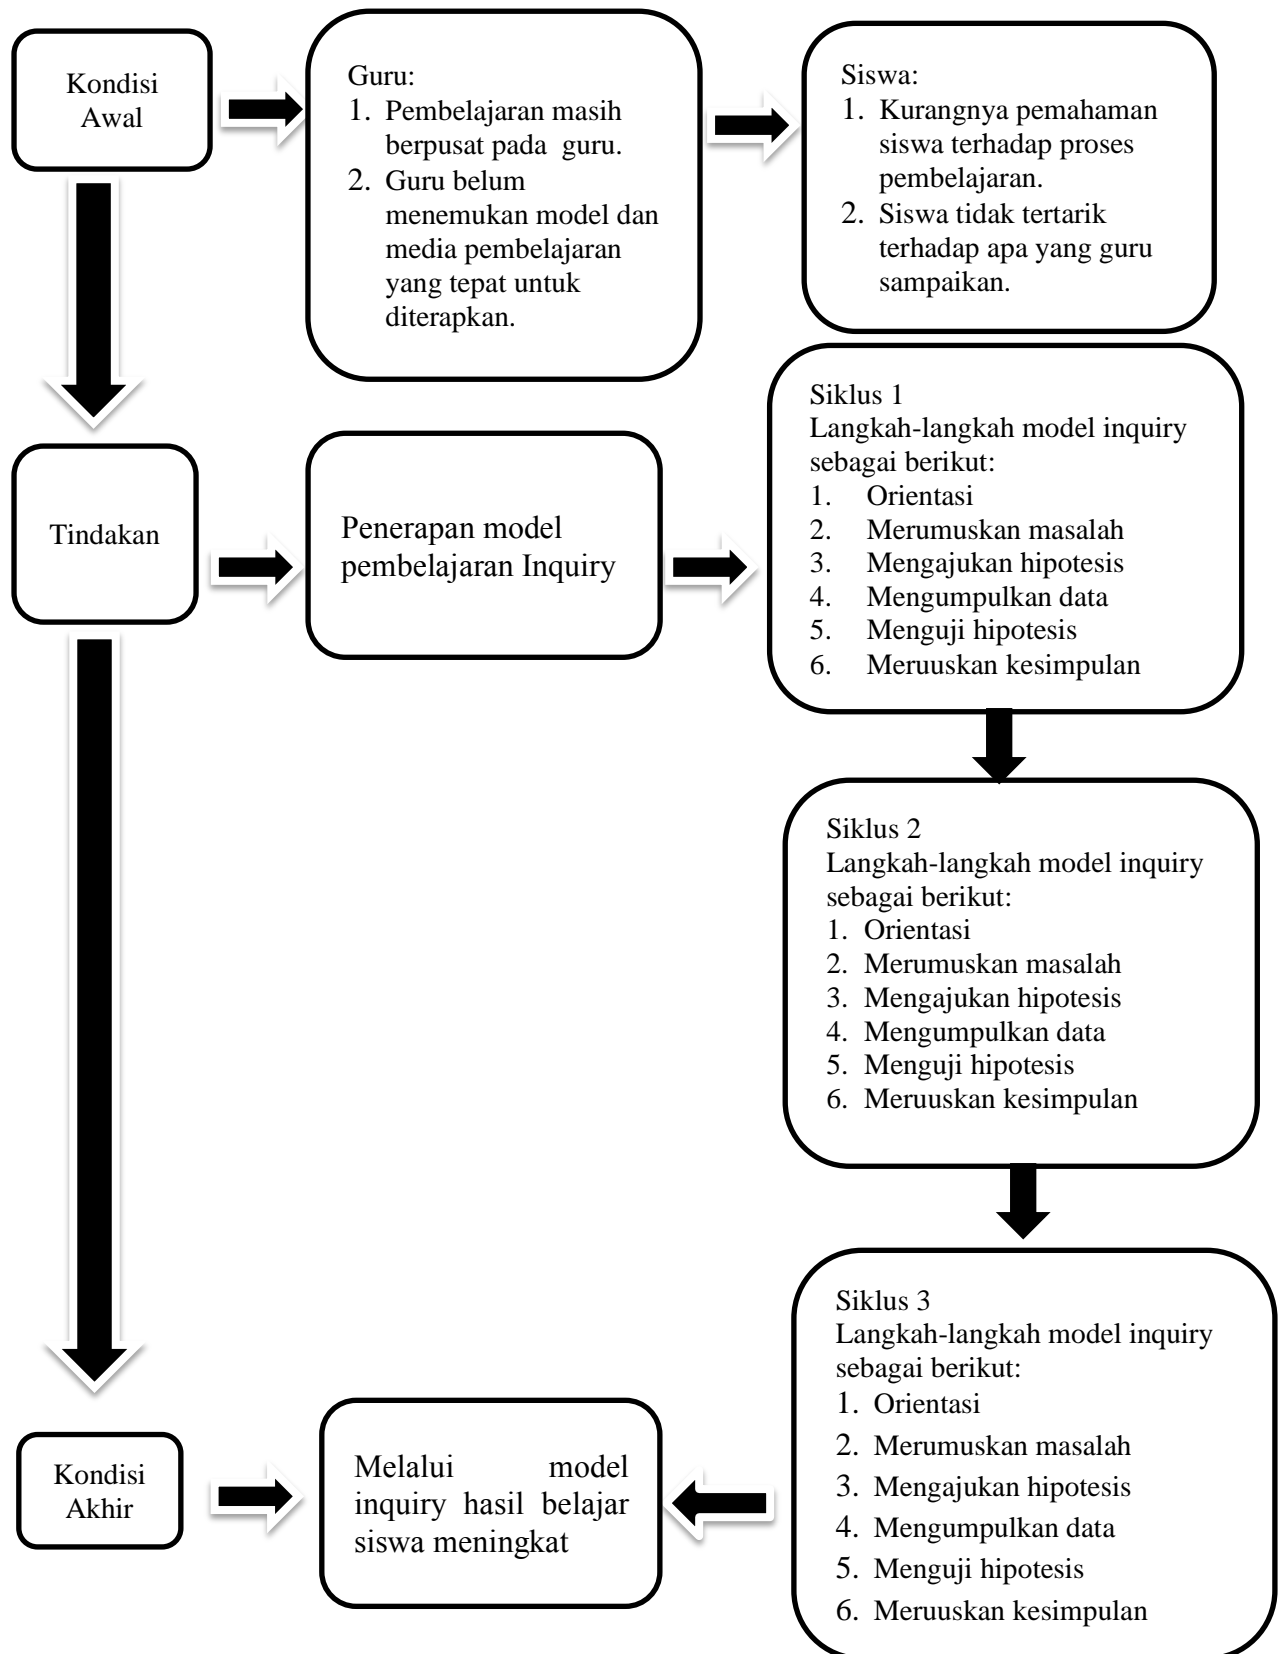 Kondisi
Awal
Guru:
1. Pembelajaran masih
berpusat pada guru.
2. Guru belum
menemukan model dan
media pembelajaran
yang tepat untuk
diterapkan.
Siswa:
1. Kurangnya pemahaman
siswa terhadap proses
pembelajaran.
2. Siswa tidak tertarik
terhadap apa yang guru
sampaikan.
Tindakan
Penerapan model
pembelajaran Inquiry
Siklus 1
Langkah-langkah model inquiry
sebagai berikut:
1. Orientasi
2. Merumuskan masalah
3. Mengajukan hipotesis
4. Mengumpulkan data
5. Menguji hipotesis
6. Meruuskan kesimpulan
Siklus 2
Langkah-langkah model inquiry
sebagai berikut:
1. Orientasi
2. Merumuskan masalah
3. Mengajukan hipotesis
4. Mengumpulkan data
5. Menguji hipotesis
6. Meruuskan kesimpulan
Siklus 3
Langkah-langkah model inquiry
sebagai berikut:
1. Orientasi
2. Merumuskan masalah
3. Mengajukan hipotesis
4. Mengumpulkan data
5. Menguji hipotesis
6. Meruuskan kesimpulan
Kondisi
Akhir
Melalui model
inquiry hasil belajar
siswa meningkat